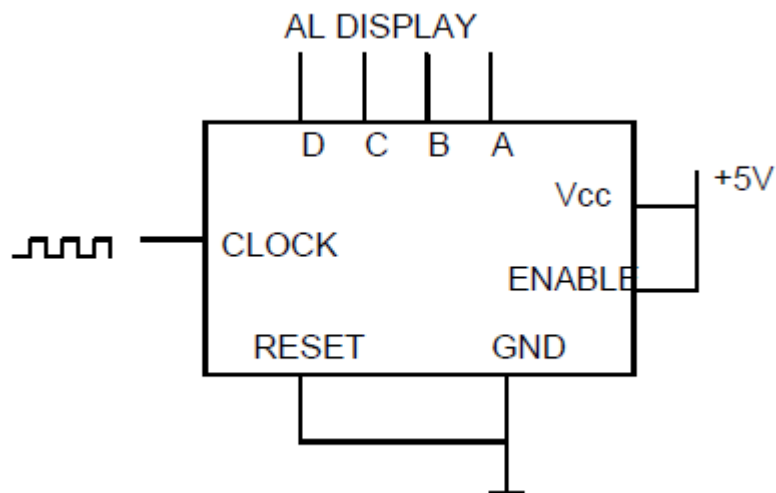 AL DISPLAY
D C B A
+5V
Vcc
CLOCK
ENABLE
RESET GND